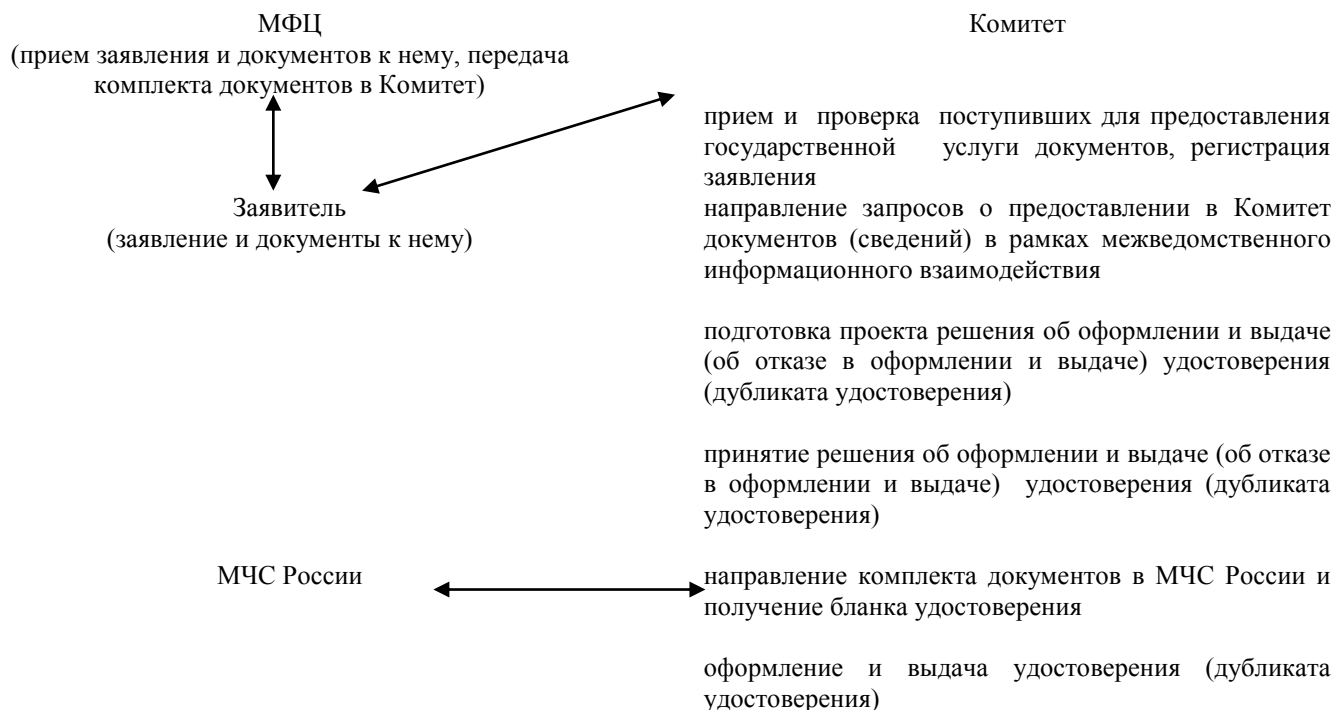 МФЦ
(прием заявления и документов к нему, передача
комплекта документов в Комитет)
Заявитель
(заявление и документы к нему)
Комитет
прием и проверка поступивших для предоставления
государственной услуги документов, регистрация
заявления
направление запросов о предоставлении в Комитет
документов (сведений) в рамках межведомственного
информационного взаимодействия
подготовка проекта решения об оформлении и выдаче
(об отказе в оформлении и выдаче) удостоверения
(дубликата удостоверения)
принятие решения об оформлении и выдаче (об отказе
в оформлении и выдаче) удостоверения (дубликата
удостоверения)
МЧС России
направление комплекта документов в МЧС России и
получение бланка удостоверения
оформление и выдача удостоверения (дубликата
удостоверения)